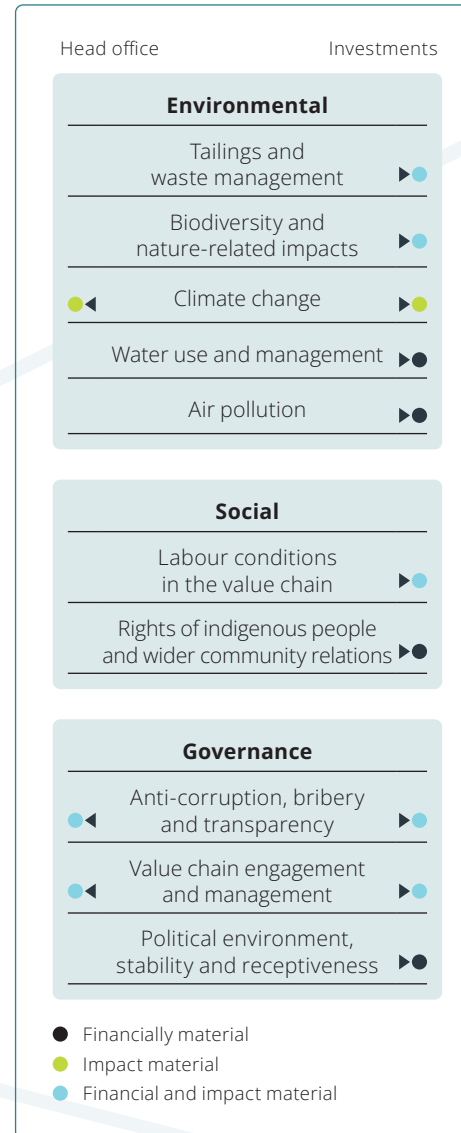 Head office
Investments
Environmental
Tailings and
waste management
Biodiversity and
nature-related impacts
Climate change
Water use and management
Air pollution
Social
Labour conditions
in the value chain
Rights of indigenous people
and wider community relations
Governance
Anti-corruption, bribery
and transparency
Value chain engagement
and management
Political environment,
stability and receptiveness
Financially material
Impact material
Financial and impact material